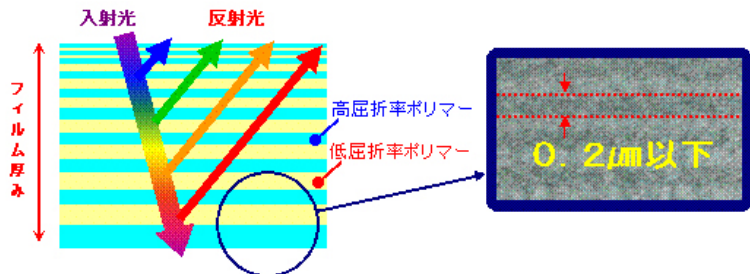 入射光
反射光
フィルム厚み
高屈折率ポリマー
低屈折率ポリマー
0.2μm以下